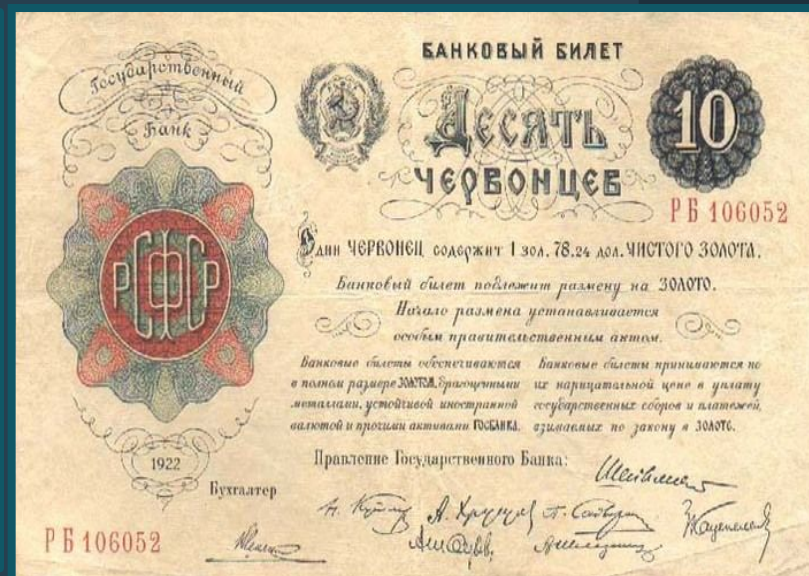 Государственный
Банк
РСФСР
1922
Бухгалтер
РБ 106052
БАНКОВЫЙ БИЛЕТ
ДЕСЯТЬ
ЧЕРВОНЦЕВ
10
РБ 106052
Один ЧЕРВОНЕЦ содержит 1 зол. 78.24 дол. ЧИСТОГО ЗОЛОТА.
Банковый билет подлежит размену на ЗОЛОТО.
Начало размена устанавливается
особым правительственным актом.
Банковые билеты обеспечиваются
в полном размере ЗОЛОТОМ, драгоценными
металлами, устойчивой иностранной
валютой и прочими активами ГОСБАНКА.
Банковые билеты принимаются по
их нарицательной цене в уплату
государственных сборов и платежей,
взимаемых по закону в ЗОЛОТЕ.
Правление Государственного Банка: